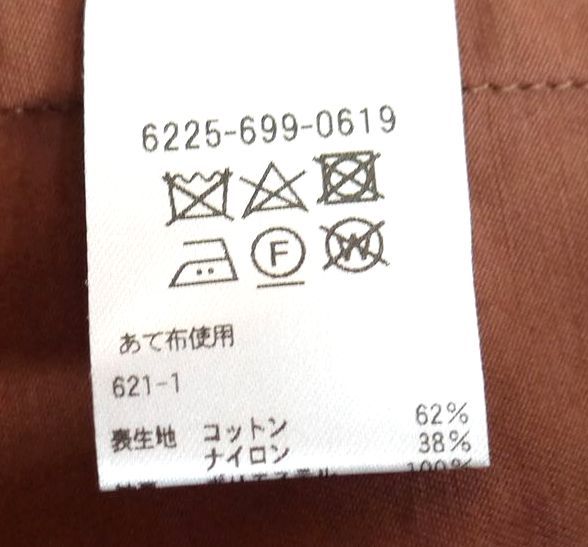 6225-699-0619
F
W
あて布使用
621-1
表生地 コットン 62%
ナイロン 38%
100%